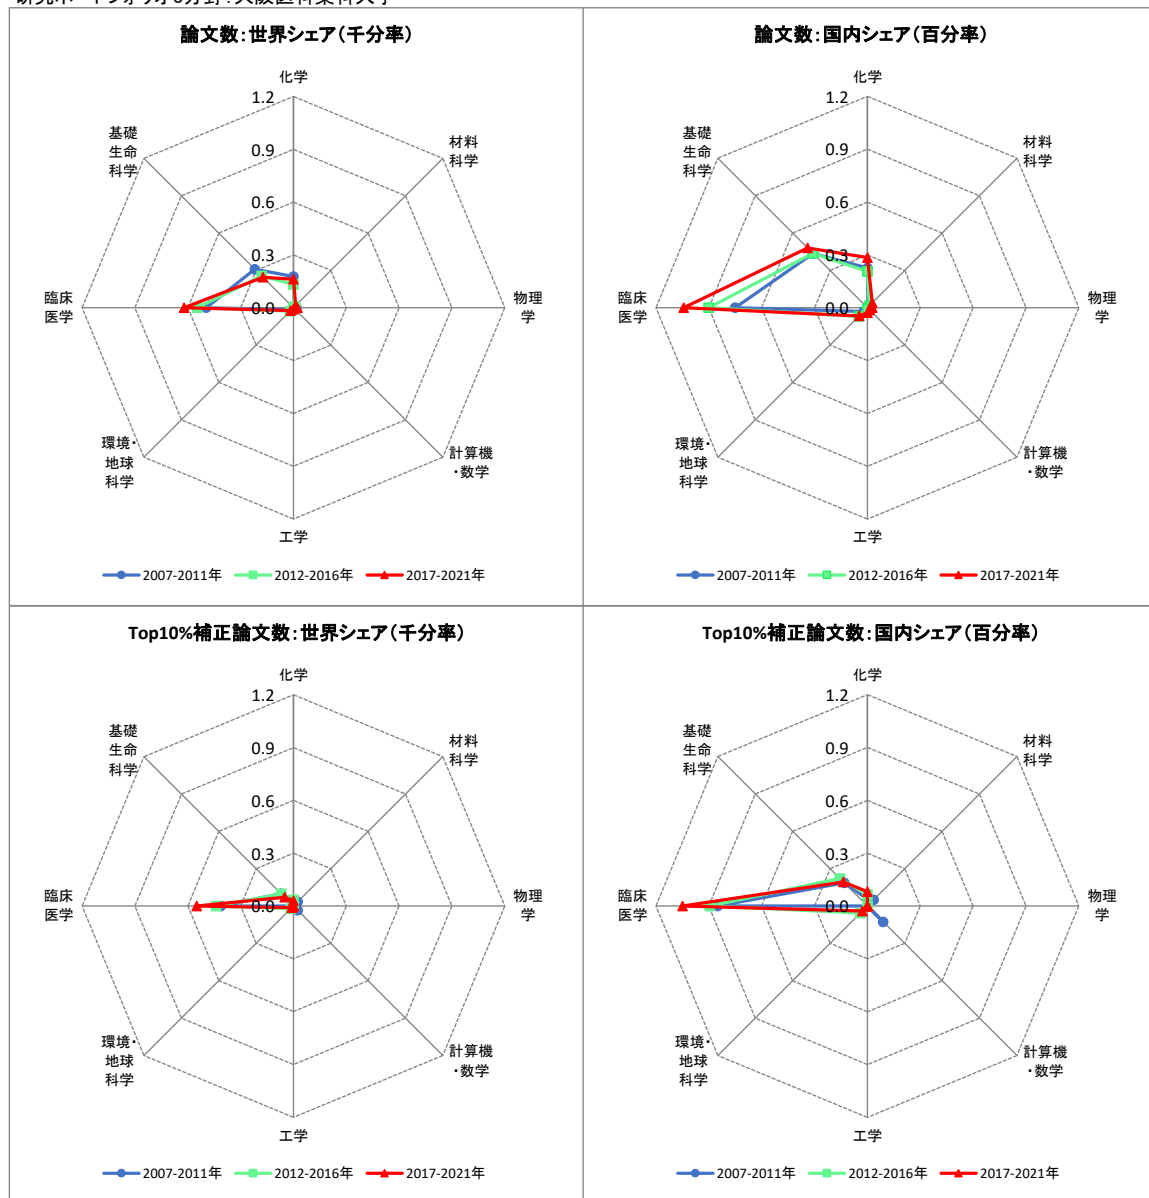 論文数：世界シェア（千分率）
化学
材料
科学
物理
学
計算機
・数学
工学
環境・
地球
科学
臨床
医学
基礎
生命
科学
1.2
0.9
0.6
0.3
0.0
2007-2011年 2012-2016年 2017-2021年
論文数：国内シェア（百分率）
化学
材料
科学
物理
学
計算機
・数学
工学
環境・
地球
科学
臨床
医学
基礎
生命
科学
1.2
0.9
0.6
0.3
0.0
2007-2011年 2012-2016年 2017-2021年
Top10%補正論文数：世界シェア（千分率）
化学
材料
科学
物理
学
計算機
・数学
工学
環境・
地球
科学
臨床
医学
基礎
生命
科学
1.2
0.9
0.6
0.3
0.0
2007-2011年 2012-2016年 2017-2021年
Top10%補正論文数：国内シェア（百分率）
化学
材料
科学
物理
学
計算機
・数学
工学
環境・
地球
科学
臨床
医学
基礎
生命
科学
1.2
0.9
0.6
0.3
0.0
2007-2011年 2012-2016年 2017-2021年